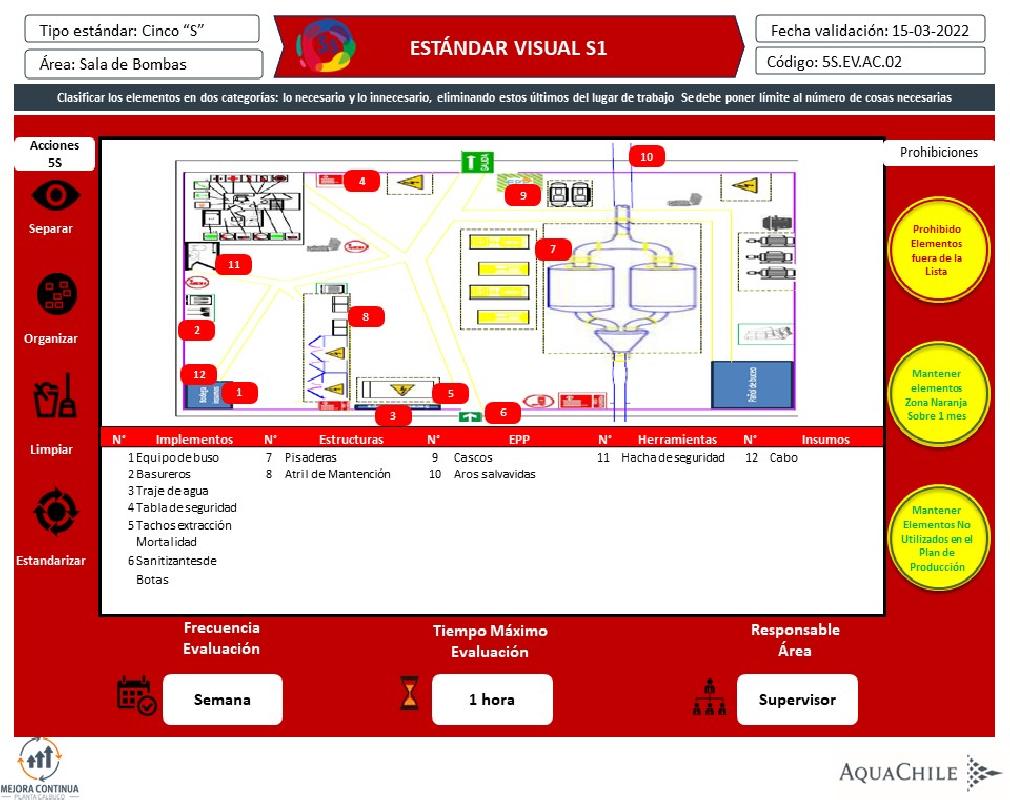 Tipo estándar: Cinco “S”
Área: Sala de Bombas
ESTÁNDAR VISUAL S1
Fecha validación: 15-03-2022
Código: 5S.EV.AC.02
Clasificar los elementos en dos categorías: lo necesario y lo innecesario, eliminando estos últimos del lugar de trabajo Se debe poner límite al número de cosas necesarias
Acciones
5S
Separar
Organizar
Limpiar
Estandarizar
SALIDA
10
4
9
7
11
8
2
12
1
5
3
6
Pañol de buceo
N° Implementos N° Estructuras N° EPP N° Herramientas N° Insumos
1 Equipo de buso 7 Pisaderas 9 Cascos 11 Hacha de seguridad 12 Cabo
2 Basureros 8 Atril de Mantención 10 Aros salvavidas
3 Traje de agua
4 Tabla de seguridad
5 Tachos extracción
Mortalidad
6 Sanitizantes de
Botas
Prohibiciones
Prohibido
Elementos
fuera de la
Lista
Mantener
elementos
Zona Naranja
Sobre 1 mes
Mantener
Elementos No
Utilizados en el
Plan de
Producción
Frecuencia
Evaluación
Semana
Tiempo Máximo
Evaluación
1 hora
Responsable
Área
Supervisor
MEJORA CONTINUA
PLANTA CALBUCO
AQUACHILE